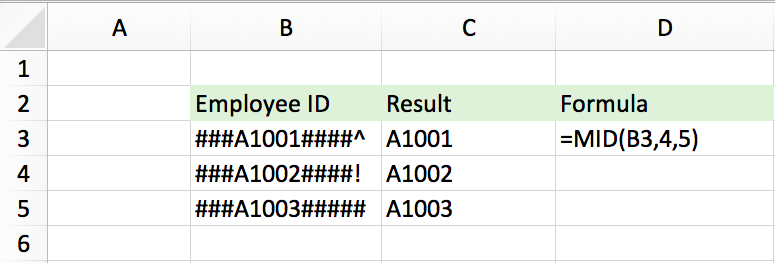 A B C D
1
2 Employee ID Result Formula
3 ###A1001####^ A1001 =MID(B3,4,5)
4 ###A1002####! A1002
5 ###A1003##### A1003
6